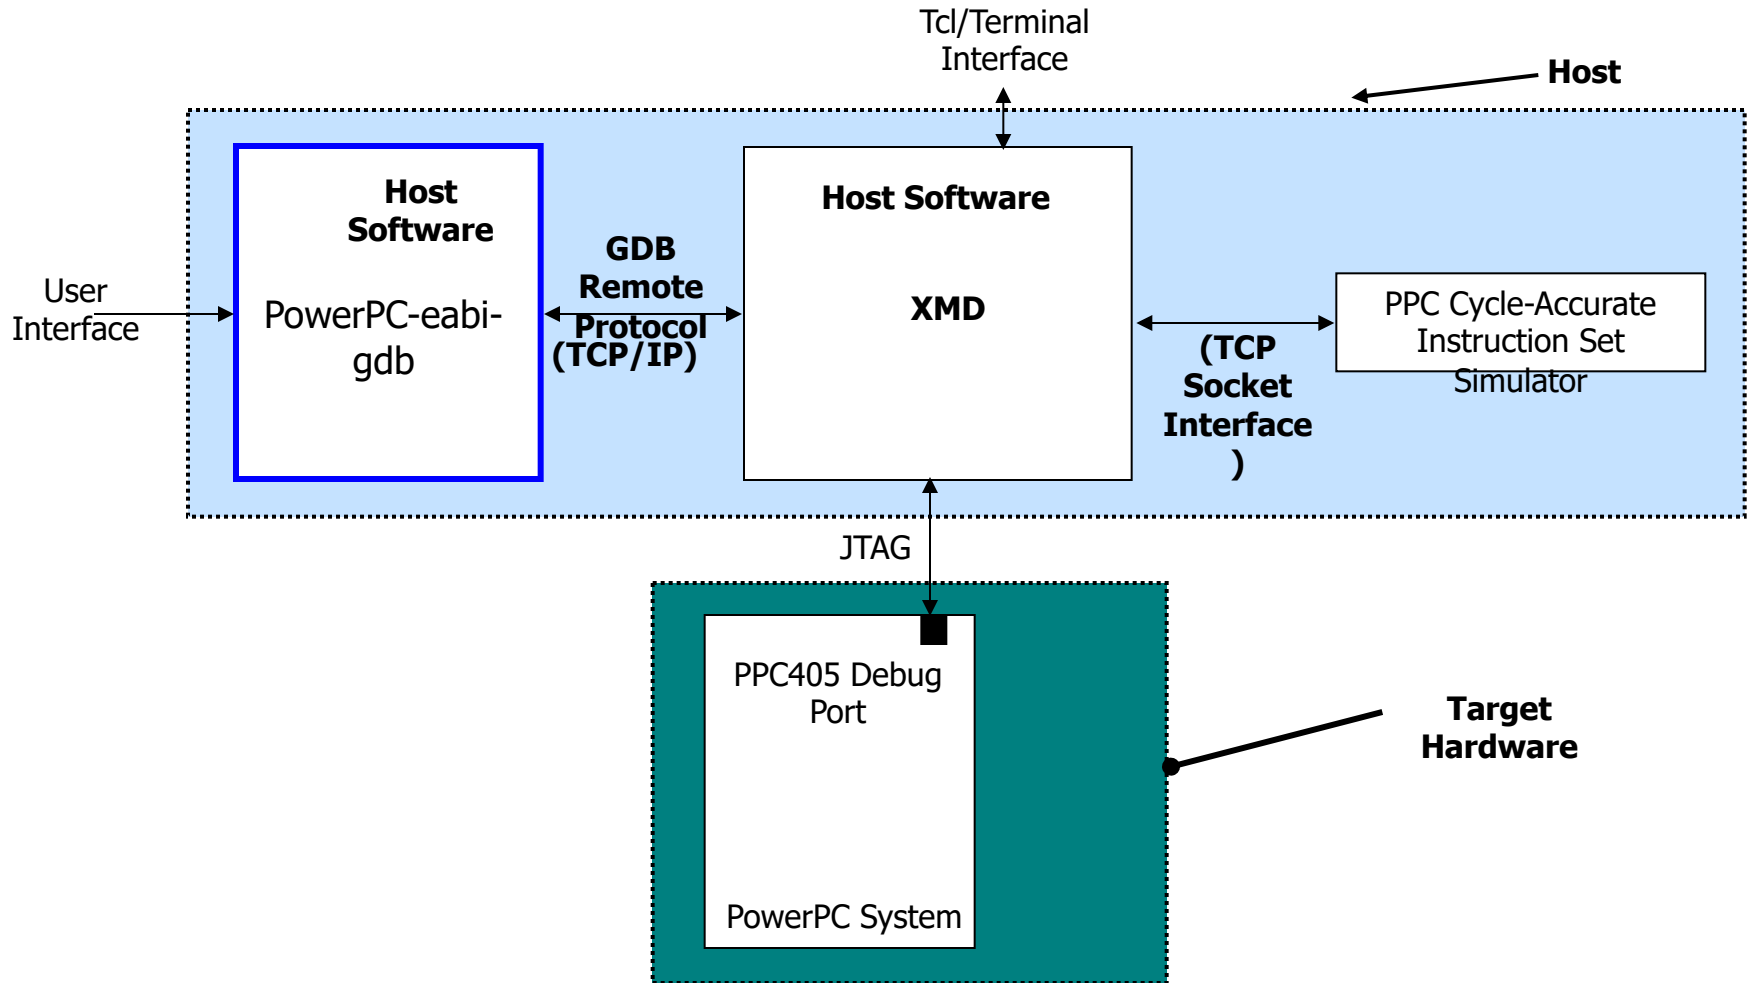 Tcl/Terminal
Interface
Host
Host
Software
PowerPC-eabi-
gdb
User
Interface
GDB
Remote
Protocol
(TCP/IP)
Host Software
XMD
(TCP
Socket
Interface
)
PPC Cycle-Accurate
Instruction Set
Simulator
JTAG
PPC405 Debug
Port
PowerPC System
Target
Hardware